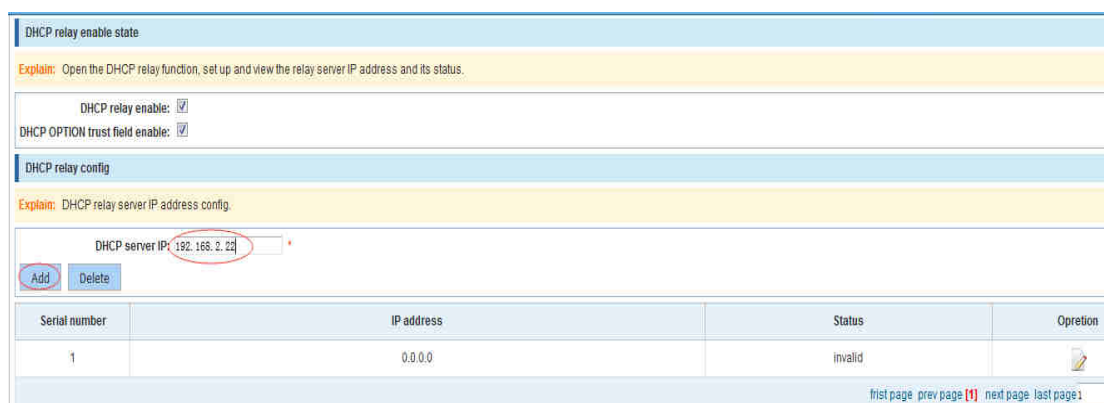 DHCP relay enable state
Explain: Open the DHCP relay function, set up and view the relay server IP address and its status.
DHCP relay enable:
DHCP OPTION trust field enable:
DHCP relay config
Explain: DHCP relay server IP address config.
DHCP server IP: 192.168.2.22 *
Add Delete
Serial number IP address Status Opretion
1 0.0.0.0 invalid
frist page prev page [1] next page last page 1